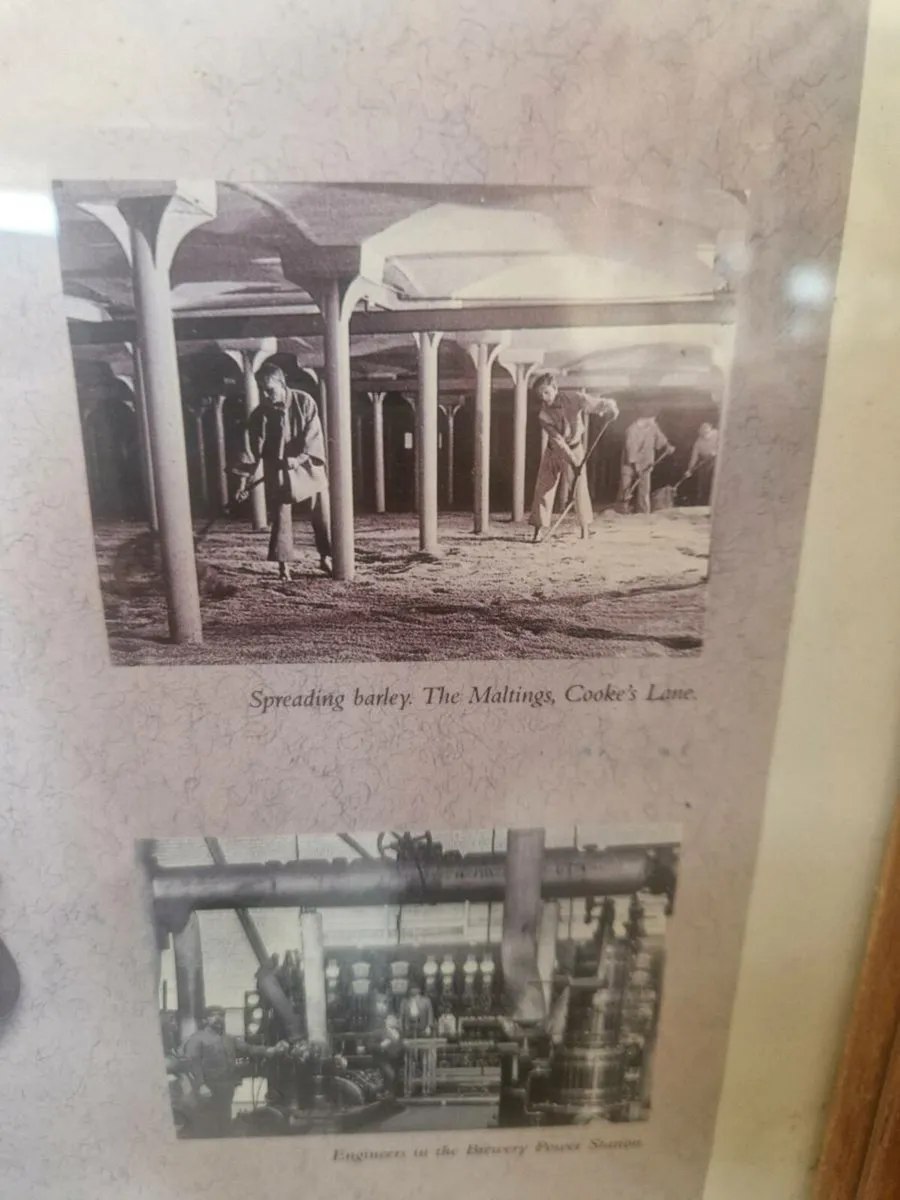 Spreading barley. The Maltings, Cooke's Lane.
Engineers in the Brewery Power Station